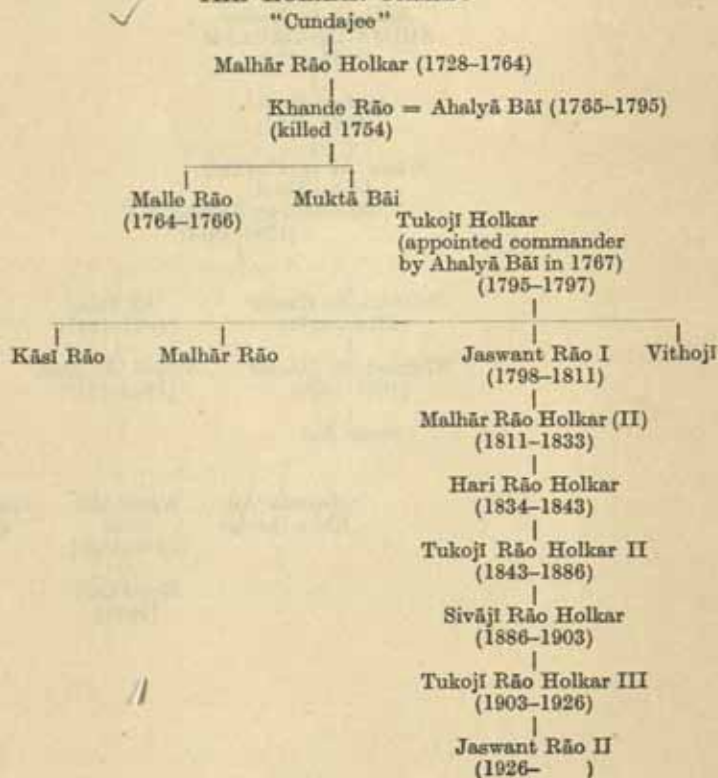 "Cundajee"
Malhār Rāo Holkar (1728–1764)
Khande Rāo = Ahalyā Bāī (1765–1795)
(killed 1754)
Malle Rāo Muktā Bāi
(1764–1766)
Tukojī Holkar
(appointed commander
by Ahalyā Bāī in 1767)
(1795–1797)
Kāsī Rāo Malhār Rāo Jaswant Rāo I Vithojī
(1798–1811)
Malhār Rāo Holkar (II)
(1811–1833)
Hari Rāo Holkar
(1834–1843)
Tukojī Rāo Holkar II
(1843–1886)
Sivājī Rāo Holkar
(1886–1903)
Tukojī Rāo Holkar III
(1903–1926)
Jaswant Rāo II
(1926– )